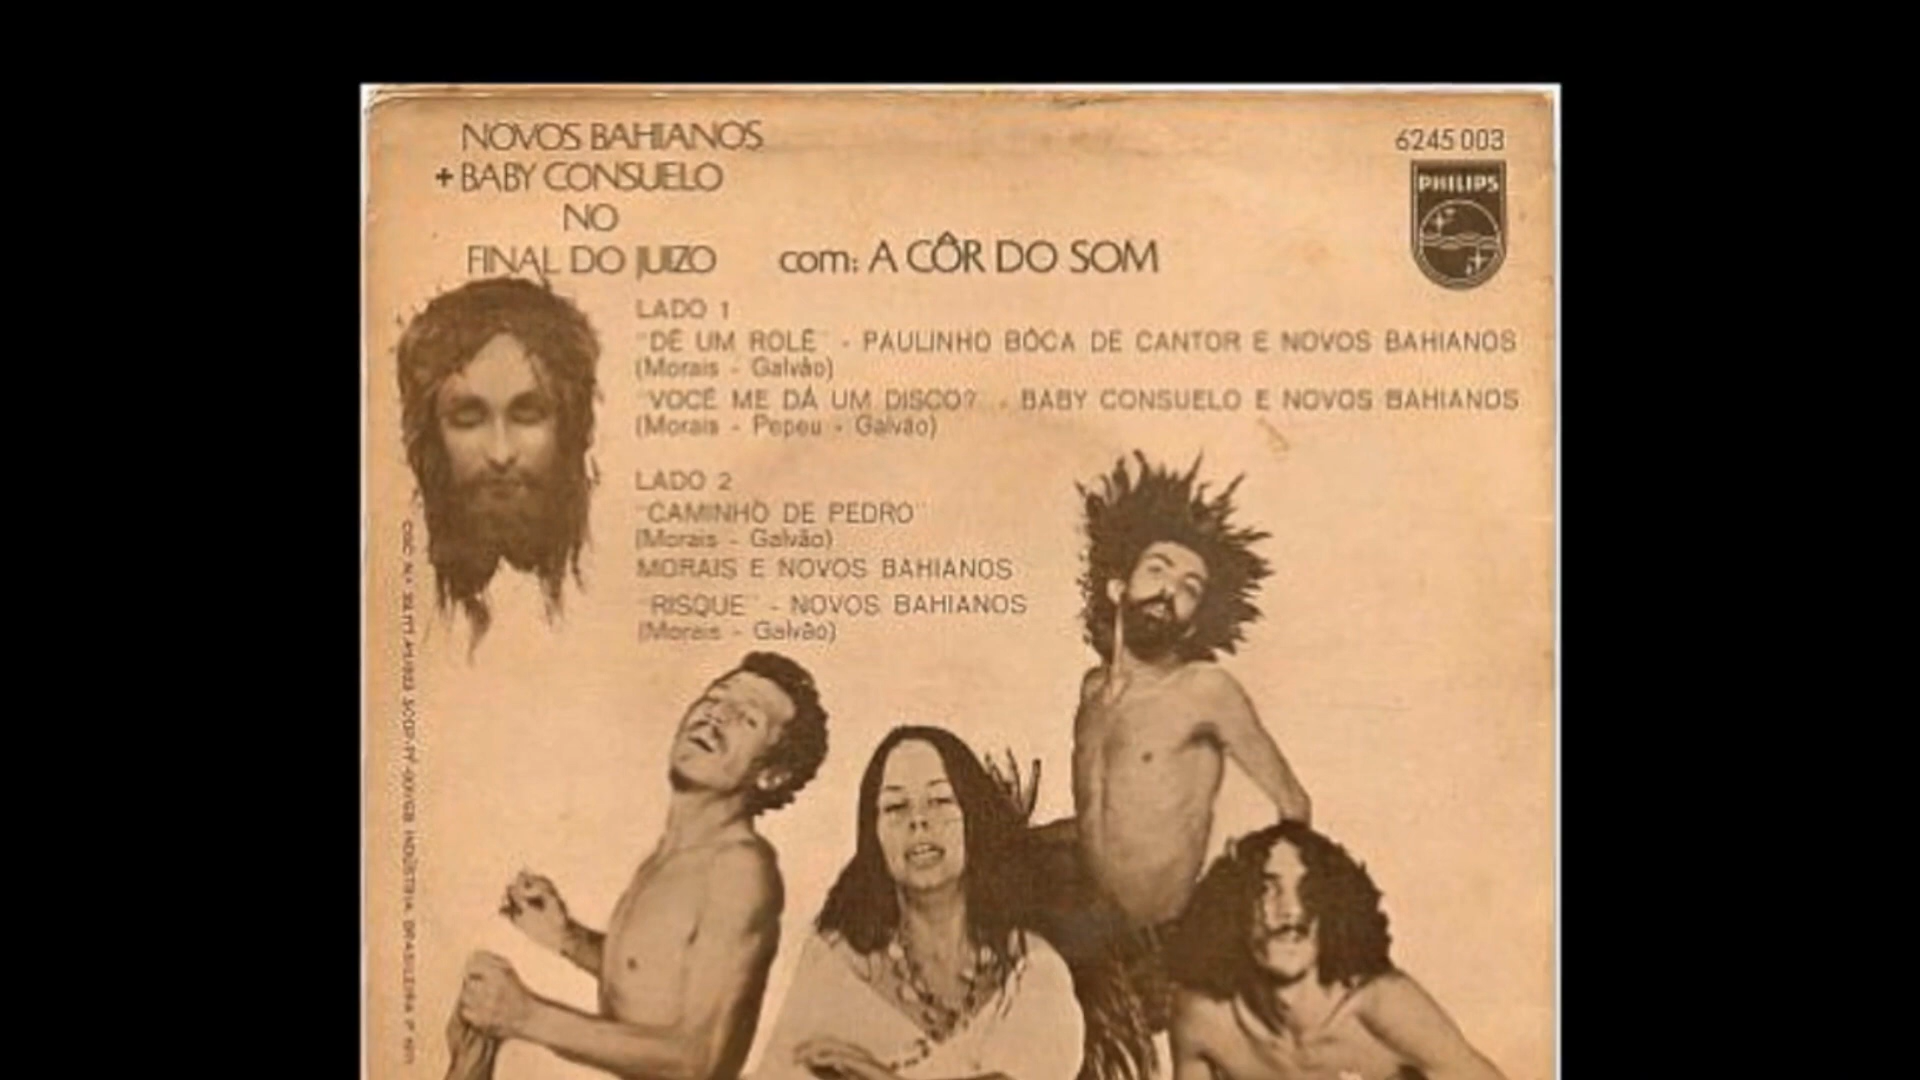 NOVOS BAHIANOS
+ BABY CONSUELO
NO
FINAL DO JUIZO
com: A CÔR DO SOM
6245 003
PHILIPS
LADO 1
"DÊ UM ROLÊ" - PAULINHO BÔCA DE CANTOR E NOVOS BAHIANOS
(Morais - Galvão)
"VOCÊ ME DÁ UM DISCO?" - BABY CONSUELO E NOVOS BAHIANOS
(Morais - Pepeu - Galvão)
LADO 2
"CAMINHO DE PEDRO"
(Morais - Galvão)
MORAIS E NOVOS BAHIANOS
"RISQUE" - NOVOS BAHIANOS
(Morais - Galvão)
INDÚSTRIA BRASILEIRA